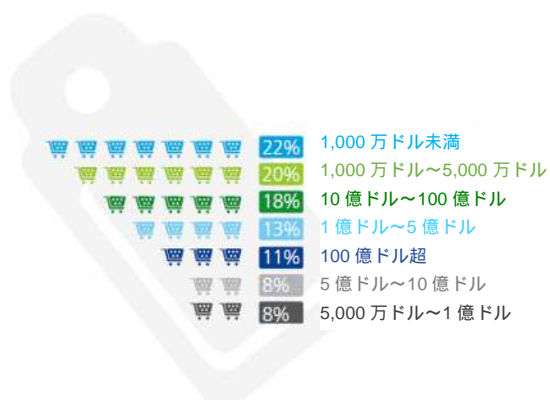 22% 1,000 万ドル未満
20% 1,000 万ドル～5,000 万ドル
18% 10 億ドル～100 億ドル
13% 1 億ドル～5 億ドル
11% 100 億ドル超
8% 5 億ドル～10 億ドル
8% 5,000 万ドル～1 億ドル